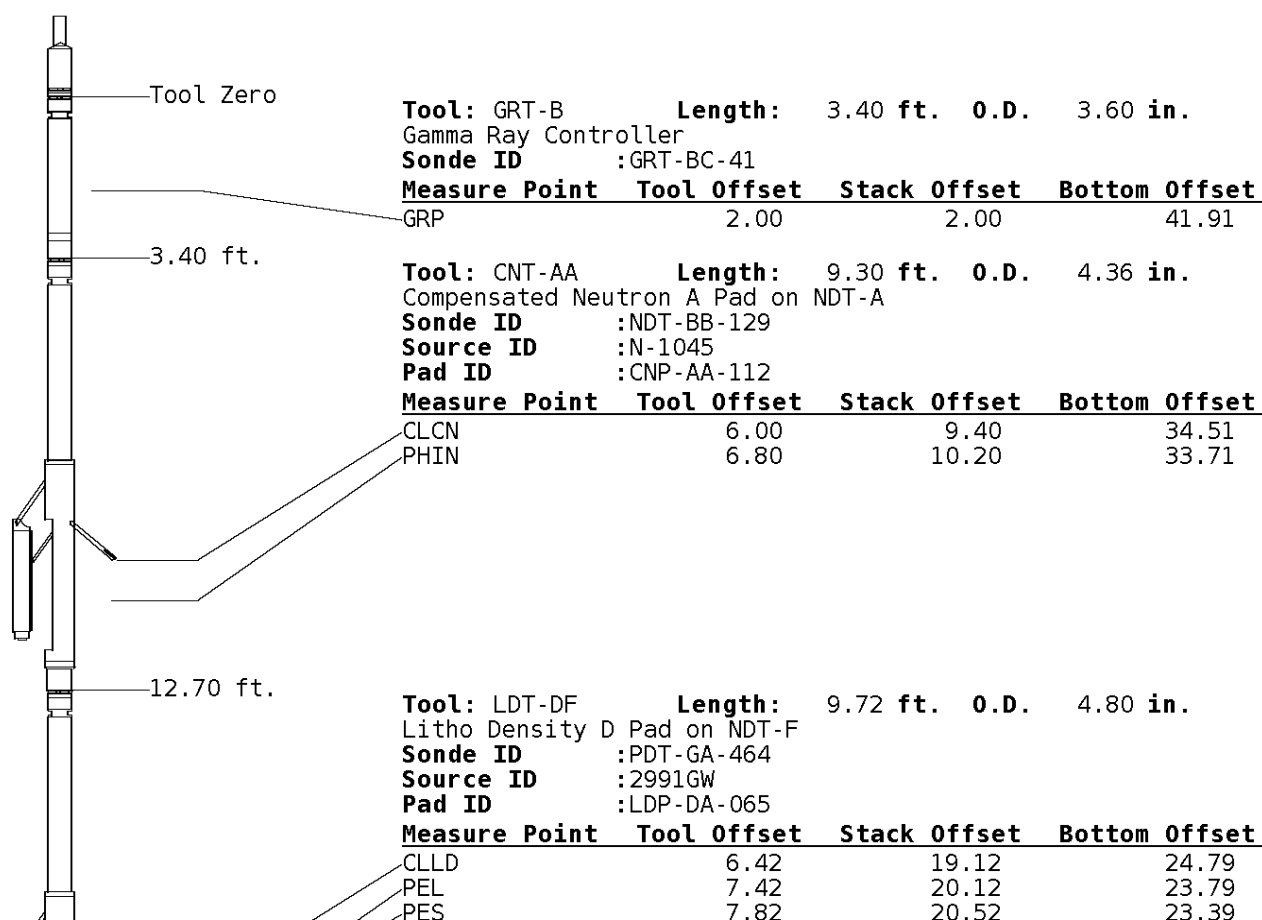 Tool Zero
Tool: GRT-B Length: 3.40 ft. O.D. 3.60 in.
Gamma Ray Controller
Sonde ID :GRT-BC-41
Measure Point Tool Offset Stack Offset Bottom Offset
GRP 2.00 2.00 41.91
3.40 ft.
Tool: CNT-AA Length: 9.30 ft. O.D. 4.36 in.
Compensated Neutron A Pad on NDT-A
Sonde ID :NDT-BB-129
Source ID :N-1045
Pad ID :CNP-AA-112
Measure Point Tool Offset Stack Offset Bottom Offset
CLCN 6.00 9.40 34.51
PHIN 6.80 10.20 33.71
12.70 ft.
Tool: LDT-DF Length: 9.72 ft. O.D. 4.80 in.
Litho Density D Pad on NDT-F
Sonde ID :PDT-GA-464
Source ID :2991GW
Pad ID :LDP-DA-065
Measure Point Tool Offset Stack Offset Bottom Offset
CLLD 6.42 19.12 24.79
PEL 7.42 20.12 23.79
PES 7.82 20.52 23.39